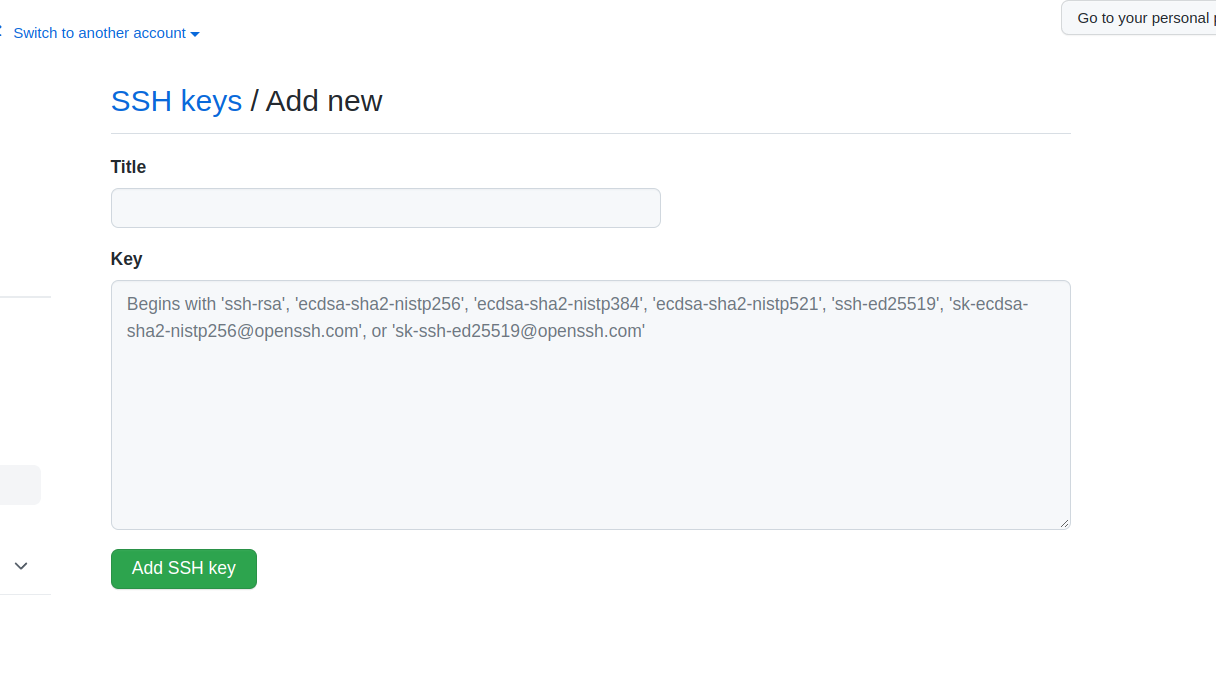 Switch to another account
Go to your personal
SSH keys / Add new
Title
Key
Begins with 'ssh-rsa', 'ecdsa-sha2-nistp256', 'ecdsa-sha2-nistp384', 'ecdsa-sha2-nistp521', 'ssh-ed25519', 'sk-ecdsa-
sha2-nistp256@openssh.com', or 'sk-ssh-ed25519@openssh.com'
Add SSH key